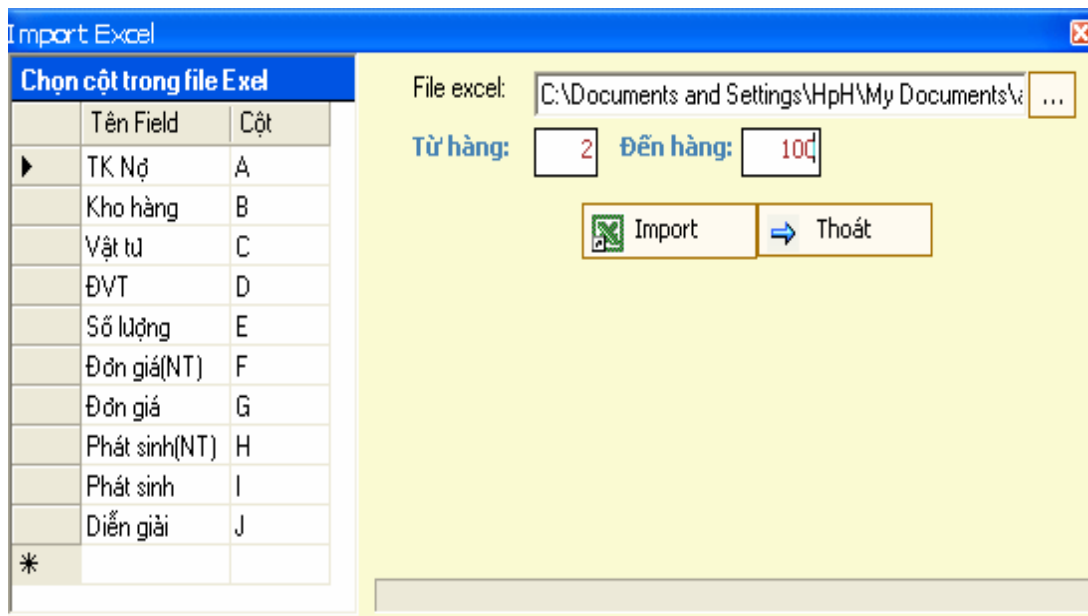 Import Excel
Chọn cột trong file Exel
Tên Field Cột
TK Nợ A
Kho hàng B
Vật tư C
ĐVT D
Số lượng E
Đơn giá(NT) F
Đơn giá G
Phát sinh(NT) H
Phát sinh I
Diễn giải J
File excel: C:\Documents and Settings\HpH\My Documents\ ...
Từ hàng: 2 Đến hàng: 100
Import Thoát